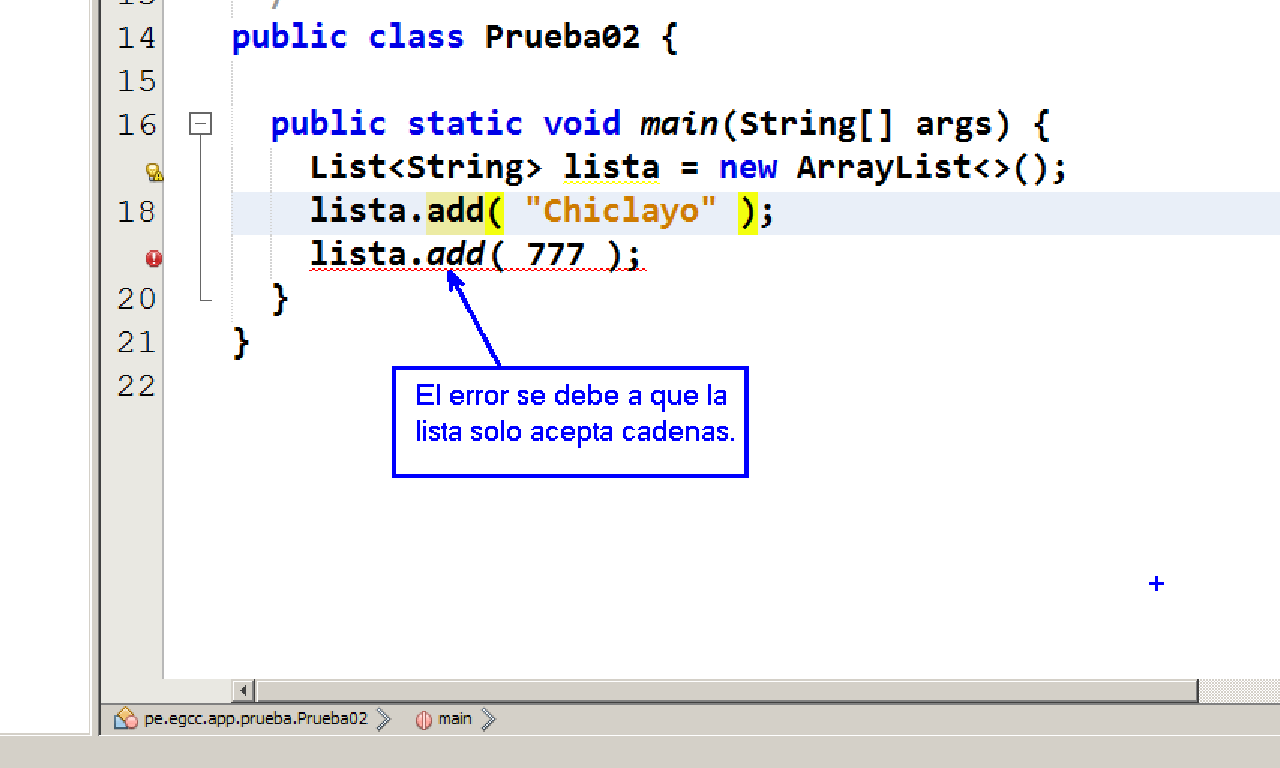 14 public class Prueba02 {
15
16 public static void main(String[] args) {
List<String> lista = new ArrayList<>();
18 lista.add( "Chiclayo" );
lista.add( 777 );
20 }
21 }
22
El error se debe a que la
lista solo acepta cadenas.
pe.egcc.app.prueba.Prueba02 main